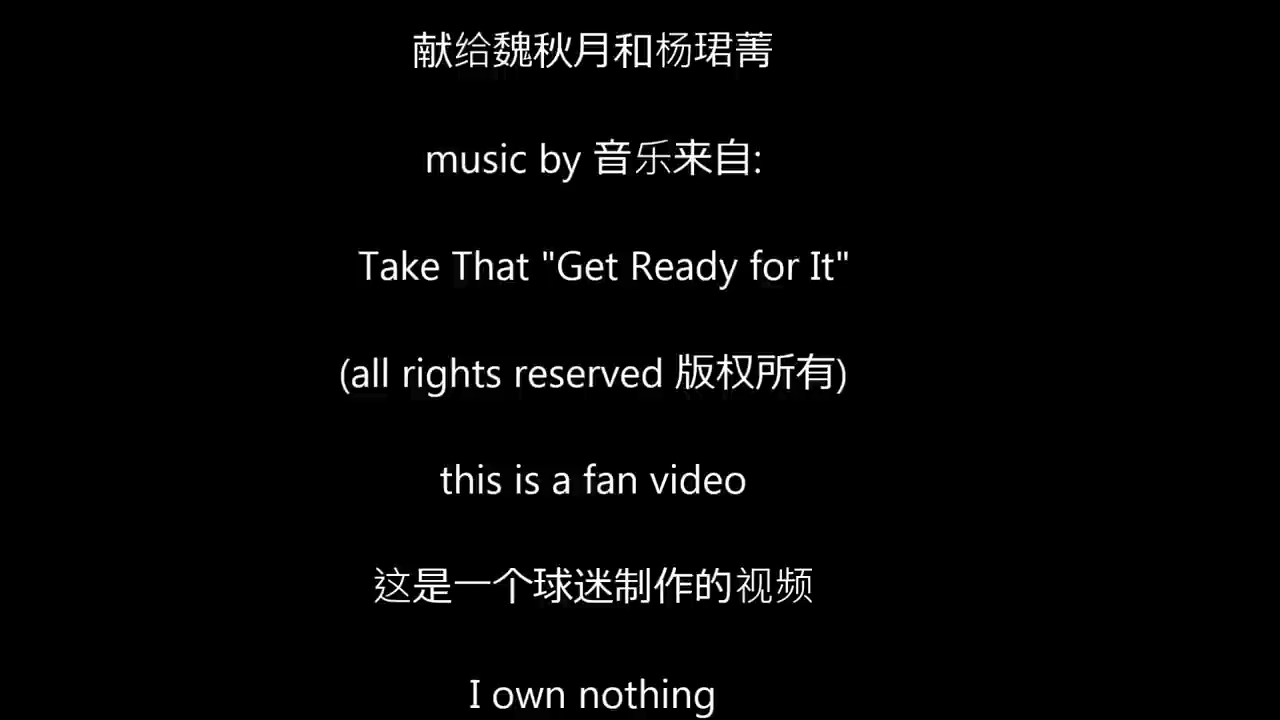 献给魏秋月和杨珺菁
music by 音乐来自:
Take That "Get Ready for It"
(all rights reserved 版权所有)
this is a fan video
这是一个球迷制作的视频
I own nothing